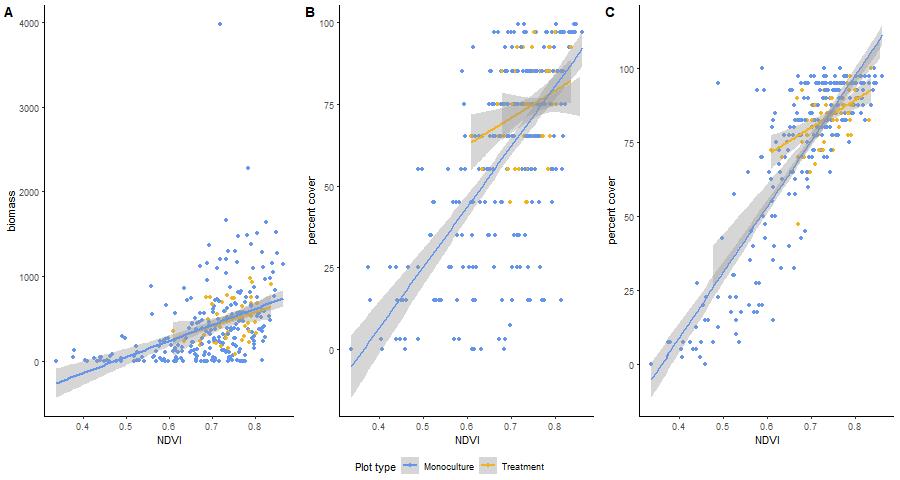 A
B
C
4000
3000
2000
1000
0
biomass
0.4 0.5 0.6 0.7 0.8
NDVI
100
75
50
25
0
percent cover
0.4 0.5 0.6 0.7 0.8
NDVI
100
75
50
25
0
percent cover
0.4 0.5 0.6 0.7 0.8
NDVI
Plot type Monoculture Treatment